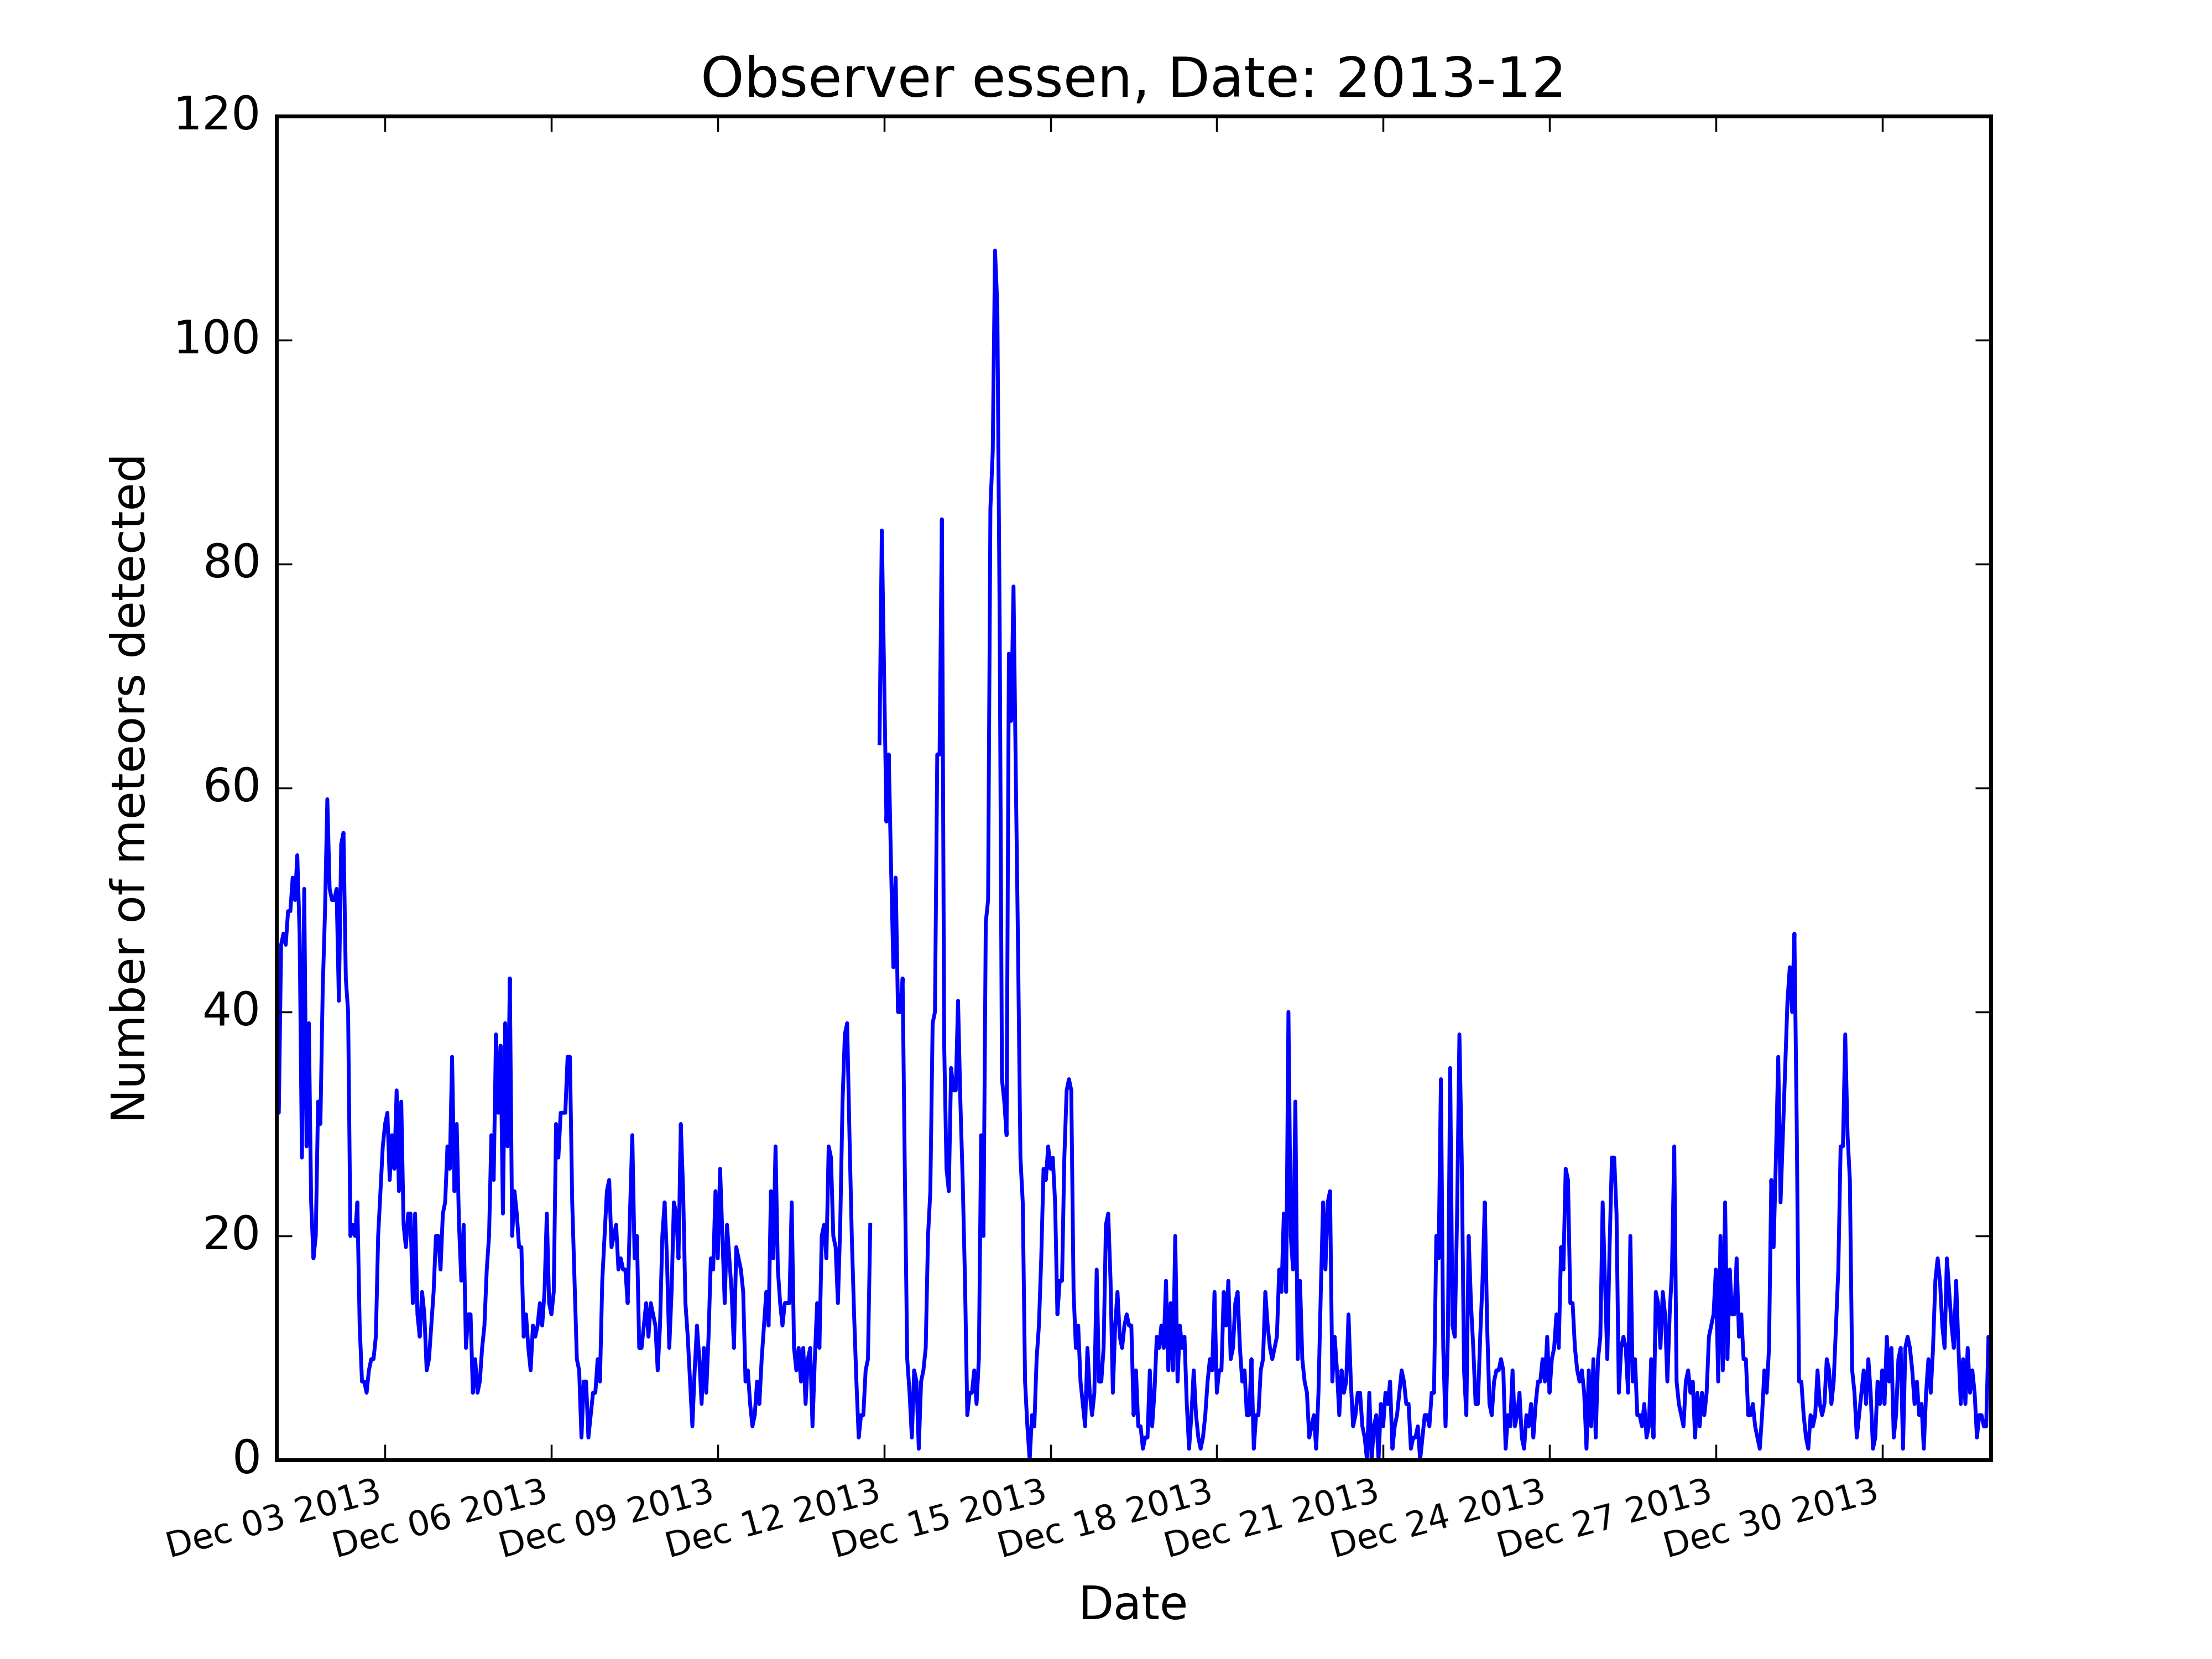 Observer essen, Date: 2013-12
120
100
80
60
40
20
0
Number of meteors detected
Dec 03 2013
Dec 06 2013
Dec 09 2013
Dec 12 2013
Dec 15 2013
Dec 18 2013
Dec 21 2013
Dec 24 2013
Dec 27 2013
Dec 30 2013
Date